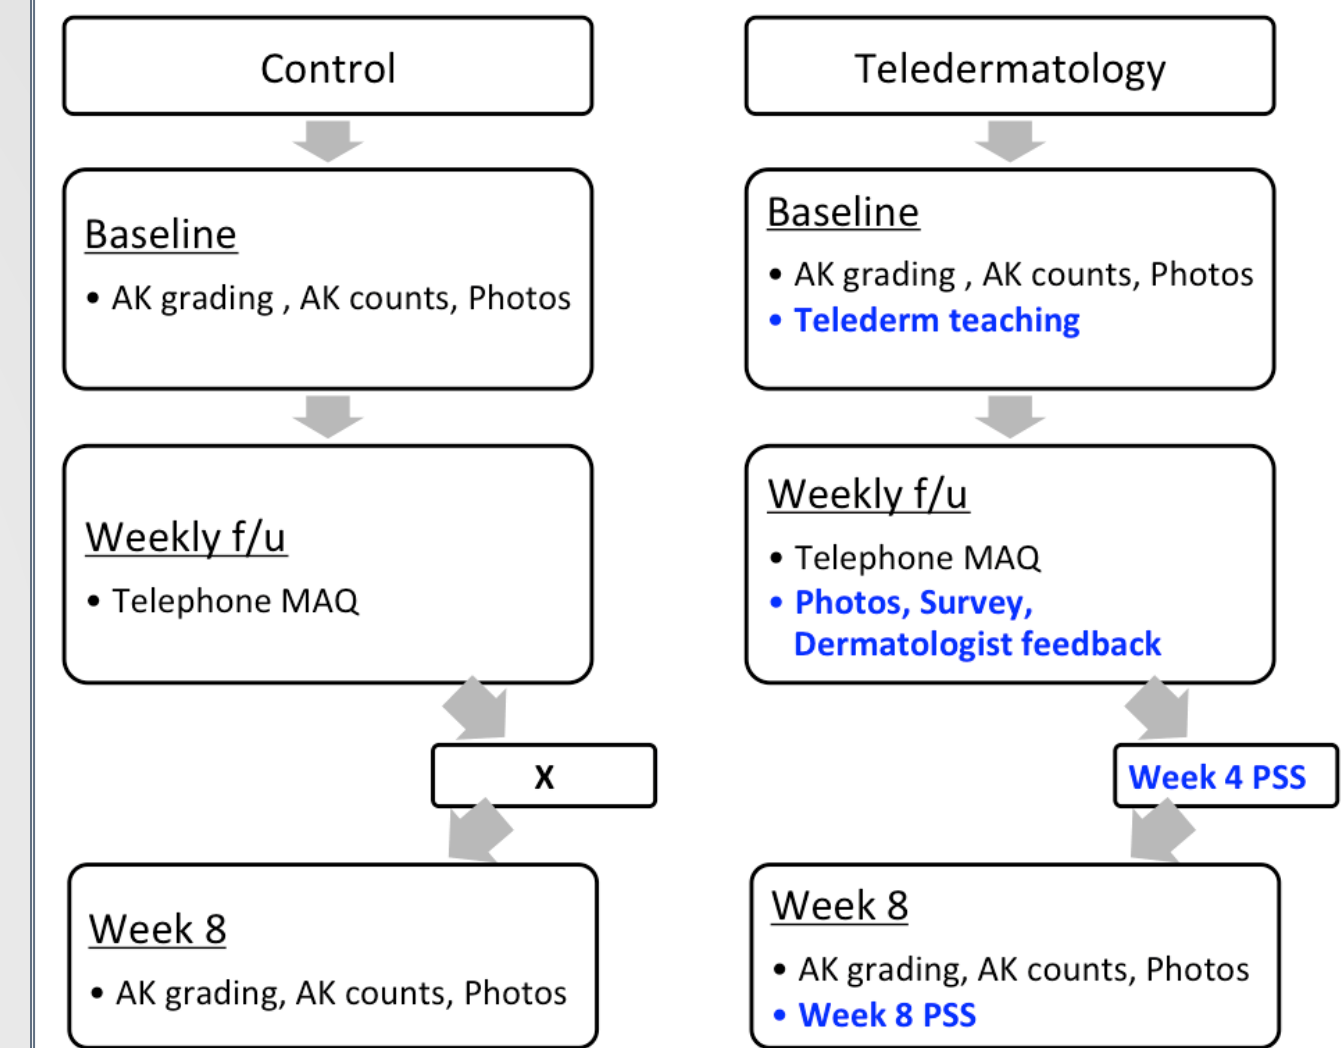 Control
Baseline
• AK grading , AK counts, Photos
Weekly f/u
• Telephone MAQ
X
Week 8
• AK grading, AK counts, Photos
Teledermatology
Baseline
• AK grading , AK counts, Photos
• Telederm teaching
Weekly f/u
• Telephone MAQ
• Photos, Survey,
Dermatologist feedback
Week 4 PSS
Week 8
• AK grading, AK counts, Photos
• Week 8 PSS